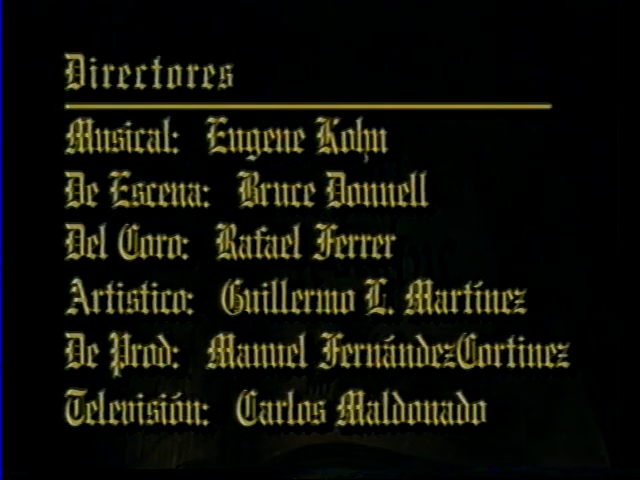 Directores
Musical: Eugene Kohn
De Escena: Bruce Donnell
Del Coro: Rafael Ferrer
Artistico: Guillermo L. Martínez
De Prod: Manuel FernándezCortinez
Televisión: Carlos Maldonado